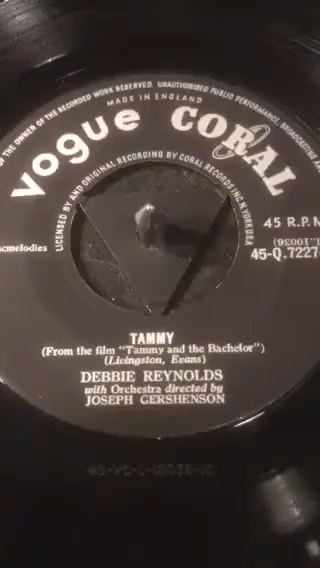 OF THE OWNER OF THE RECORDED WORK RESERVED. UNAUTHORISED PUBLIC PERFORMANCE, BROADCASTING
MADE IN ENGLAND
vogue CORAL
LICENSED BY AND ORIGINAL RECORDING BY CORAL RECORDS INC. N.YORK U.S.A
acmelodies
45 R.P.M
45-Q.7227
TAMMY
(From the film "Tammy and the Bachelor")
(Livingston, Evans)
DEBBIE REYNOLDS
with Orchestra directed by
JOSEPH GERSHENSON